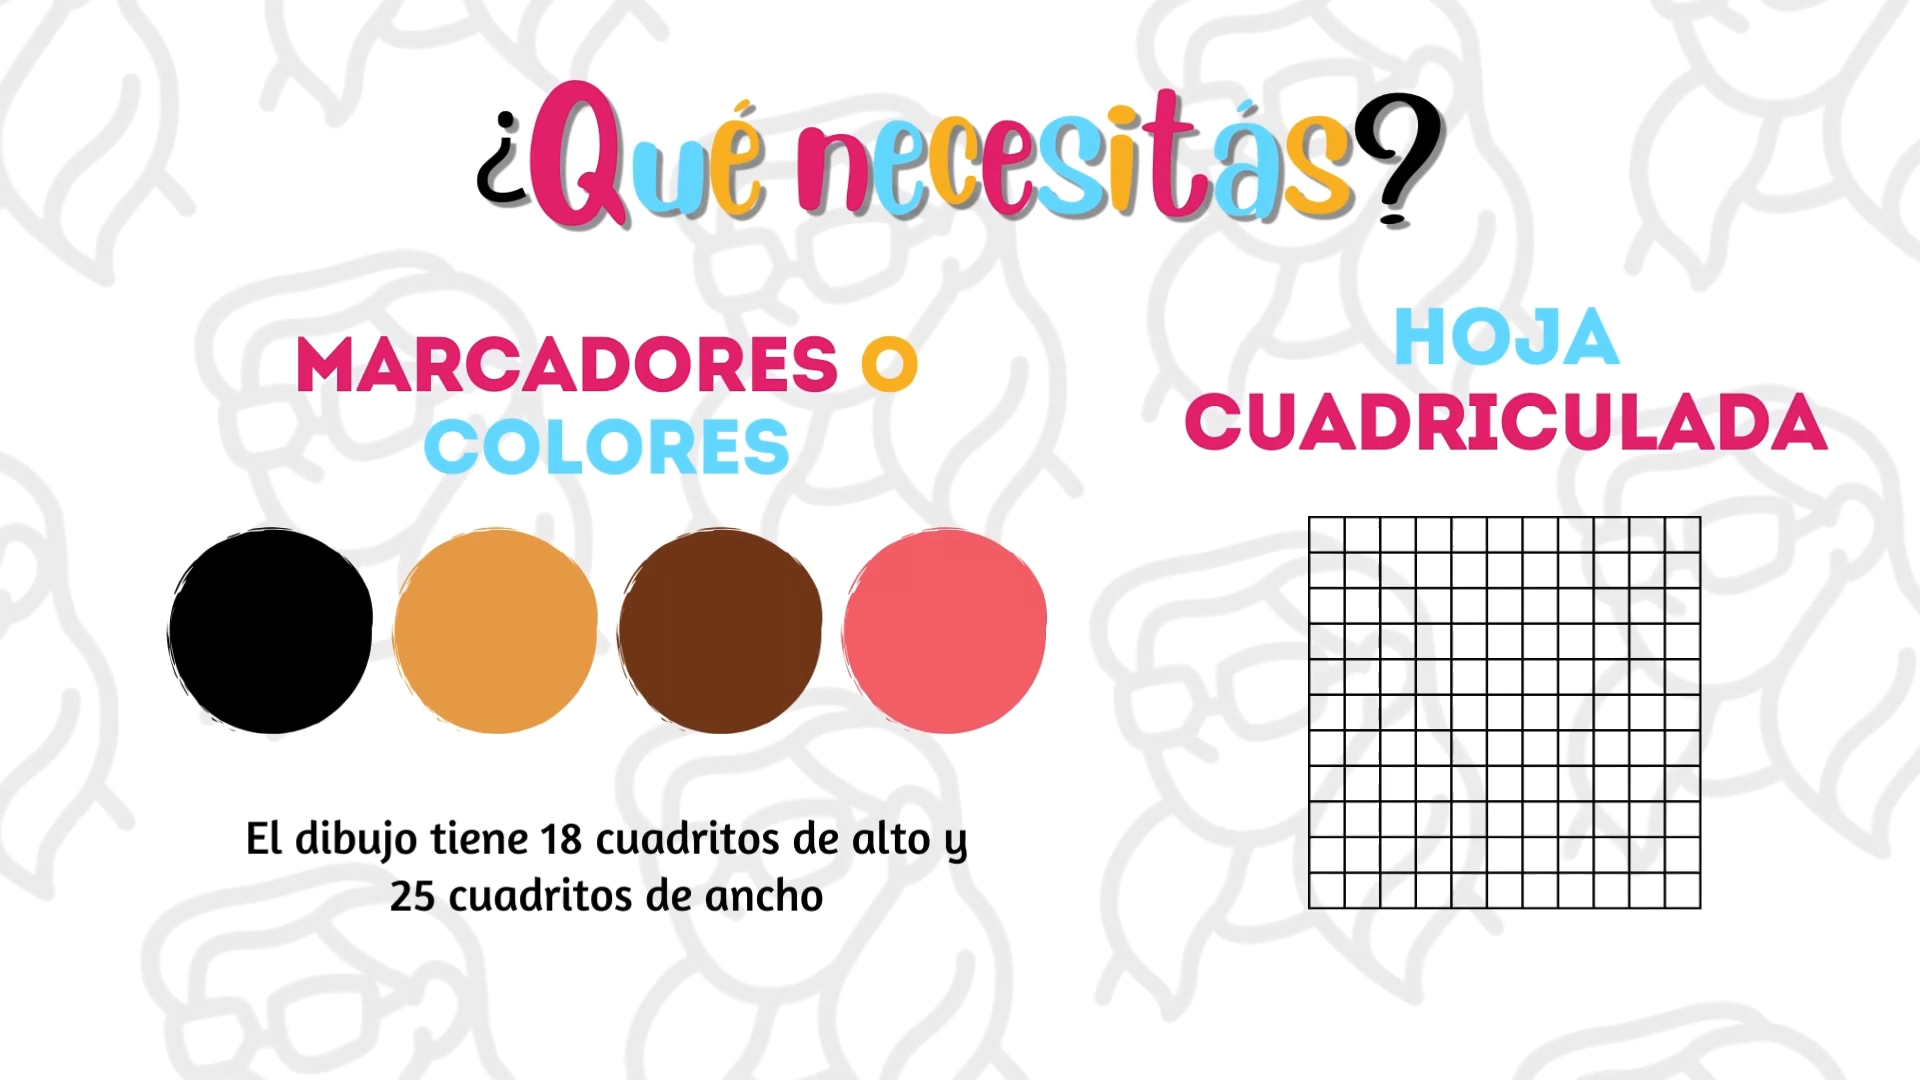 ¿Qué necesitás?
MARCADORES O
COLORES
El dibujo tiene 18 cuadritos de alto y
25 cuadritos de ancho
HOJA
CUADRICULADA